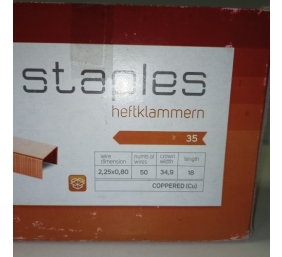 staples
heftklammern
35
wire dimension numb.of wires crown width length
2,25x0,80 50 34,9 18
COPPERED (Cu)